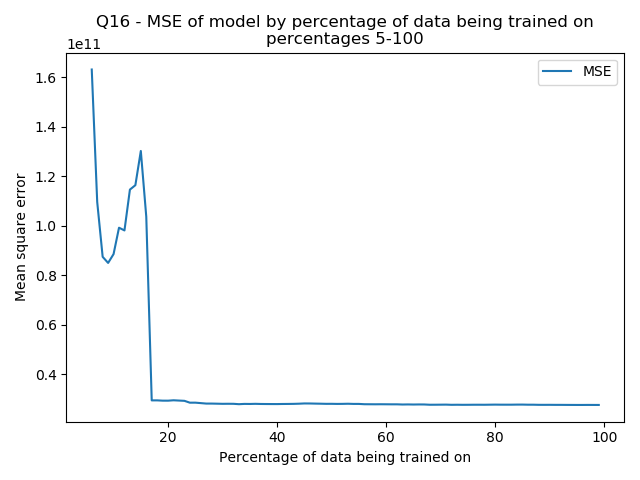 Q16 - MSE of model by percentage of data being trained on
percentages 5-100
1e11
MSE
1.6
1.4
1.2
1.0
0.8
0.6
0.4
Mean square error
20
40
60
80
100
Percentage of data being trained on